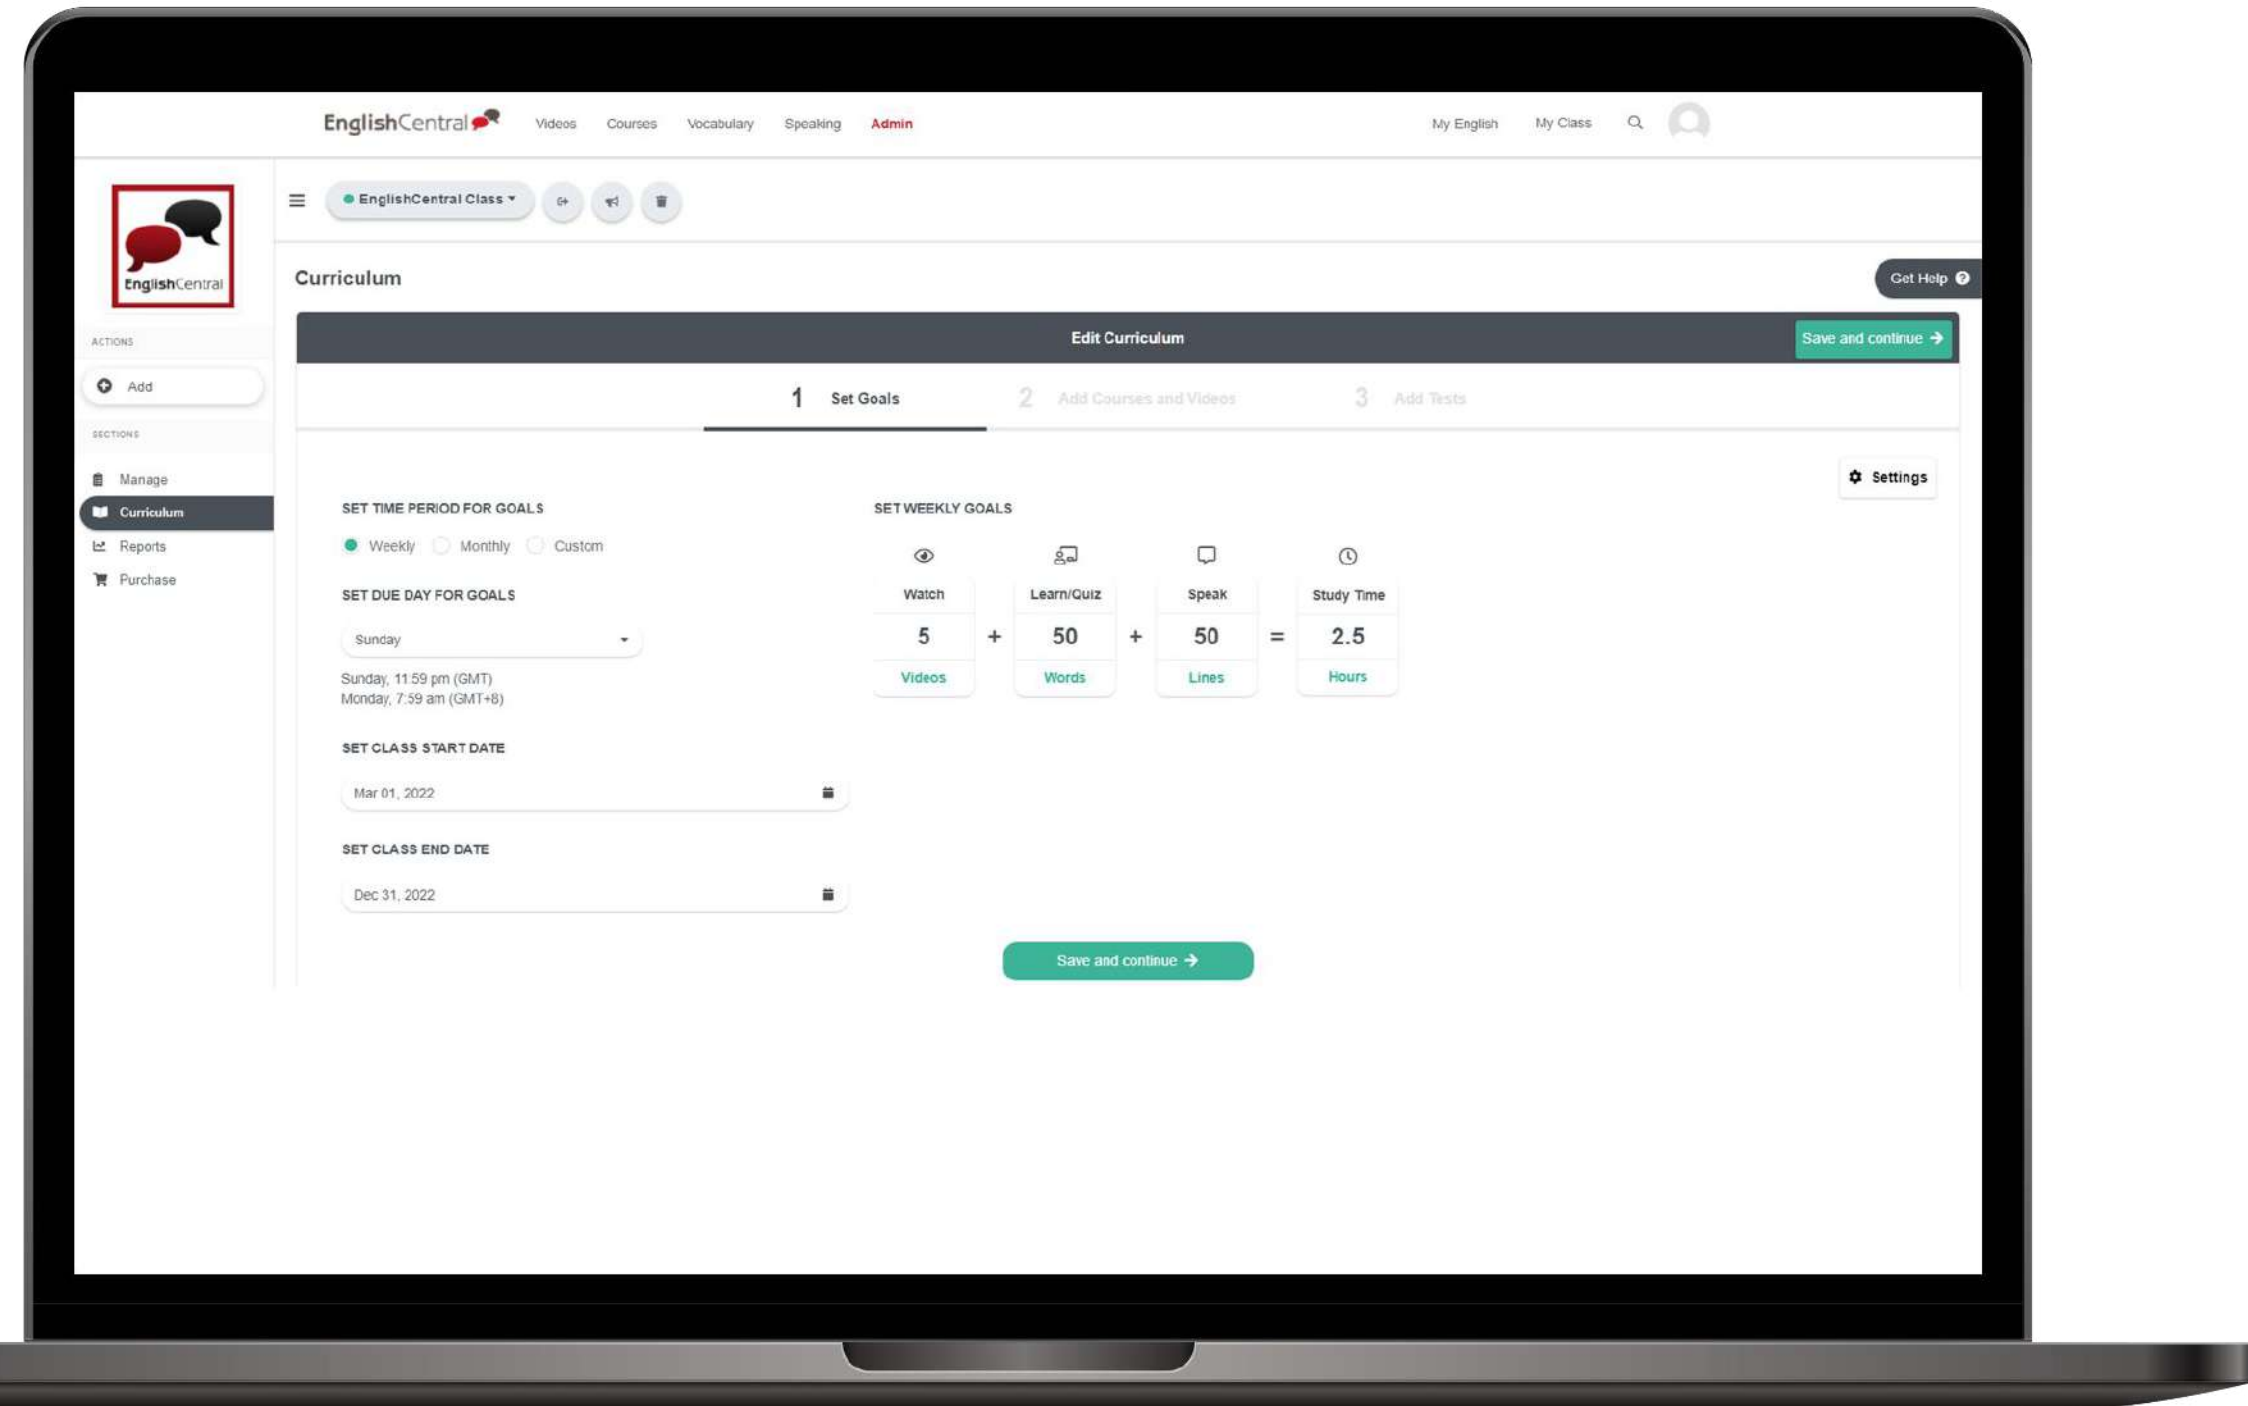 EnglishCentral Videos Courses Vocabulary Speaking Admin My English My Class
EnglishCentral Class
EnglishCentral
Curriculum
Get Help
Edit Curriculum
Save and continue →
ACTIONS
Add
1 Set Goals 2 Add Courses and Videos 3 Add Tests
SECTIONS
Manage
Curriculum
Reports
Purchase
Settings
SET TIME PERIOD FOR GOALS
Weekly Monthly Custom
SET DUE DAY FOR GOALS
Sunday
Sunday, 11:59 pm (GMT)
Monday, 7:59 am (GMT+8)
SET CLASS START DATE
Mar 01, 2022
SET CLASS END DATE
Dec 31, 2022
SET WEEKLY GOALS
Watch Learn/Quiz Speak Study Time
5 + 50 + 50 = 2.5
Videos Words Lines Hours
Save and continue →